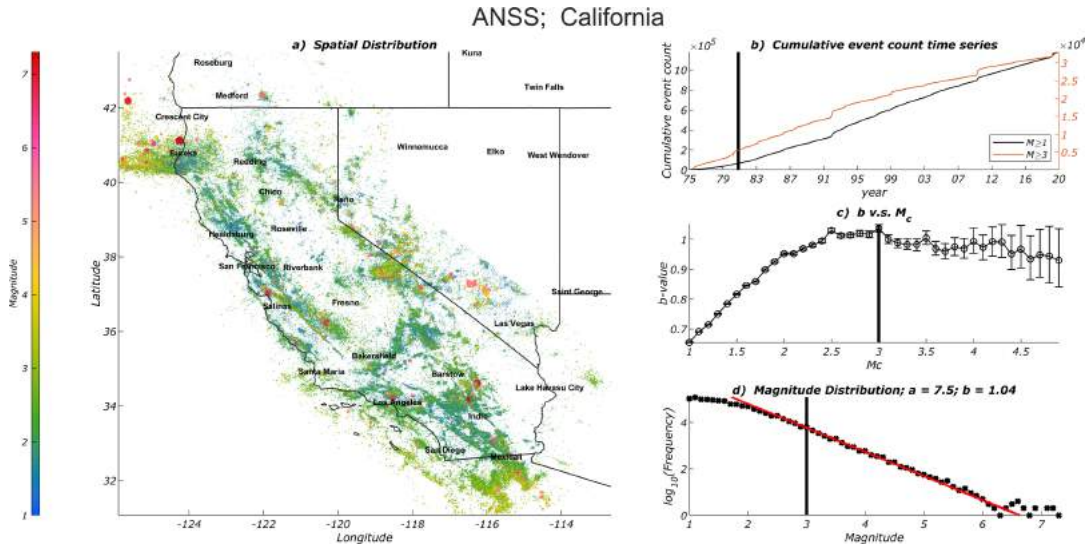 ANSS; California
a) Spatial Distribution
Magnitude
7
6
5
4
3
2
1
Latitude
42
40
38
36
34
32
Roseburg
Kuna
Medford
Twin Falls
Crescent City
Eureka
Winnemucca
Elko
West Wendover
Redding
Chico
Reno
Healdsburg
Roseville
San Francisco
Riverbank
Saint George
Salinas
Fresno
Las Vegas
Bakersfield
Santa Maria
Barstow
Lake Havasu City
Los Angeles
Indio
San Diego
Mexicali
-124 -122 -120 -118 -116 -114
Longitude
b) Cumulative event count time series
Cumulative event count
×10⁵
10
8
6
4
2
0
×10⁴
3
2.5
2
1.5
1
0.5
M≥1
M≥3
75 79 83 87 91 95 99 03 07 12 16 20
year
c) b v.s. Mc
b-value
1
0.9
0.8
0.7
1 1.5 2 2.5 3 3.5 4 4.5
Mc
d) Magnitude Distribution; a = 7.5; b = 1.04
log10(Frequency)
4
2
0
1 2 3 4 5 6 7
Magnitude